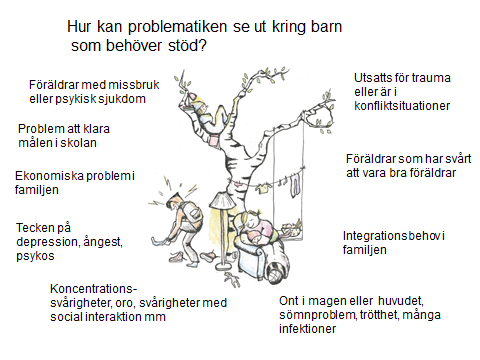 Hur kan problematiken se ut kring barn
som behöver stöd?
Föräldrar med missbruk
eller psykisk sjukdom
Problem att klara
målen i skolan
Ekonomiska problem i
familjen
Tecken på
depression, ångest,
psykos
Koncentrations-
svårigheter, oro, svårigheter med
social interaktion mm
Utsatts för trauma
eller är i
konfliktsituationer
Föräldrar som har svårt
att vara bra föräldrar
Integrationsbehov i
familjen
Ont i magen eller huvudet,
sömnproblem, trötthet, många
infektioner